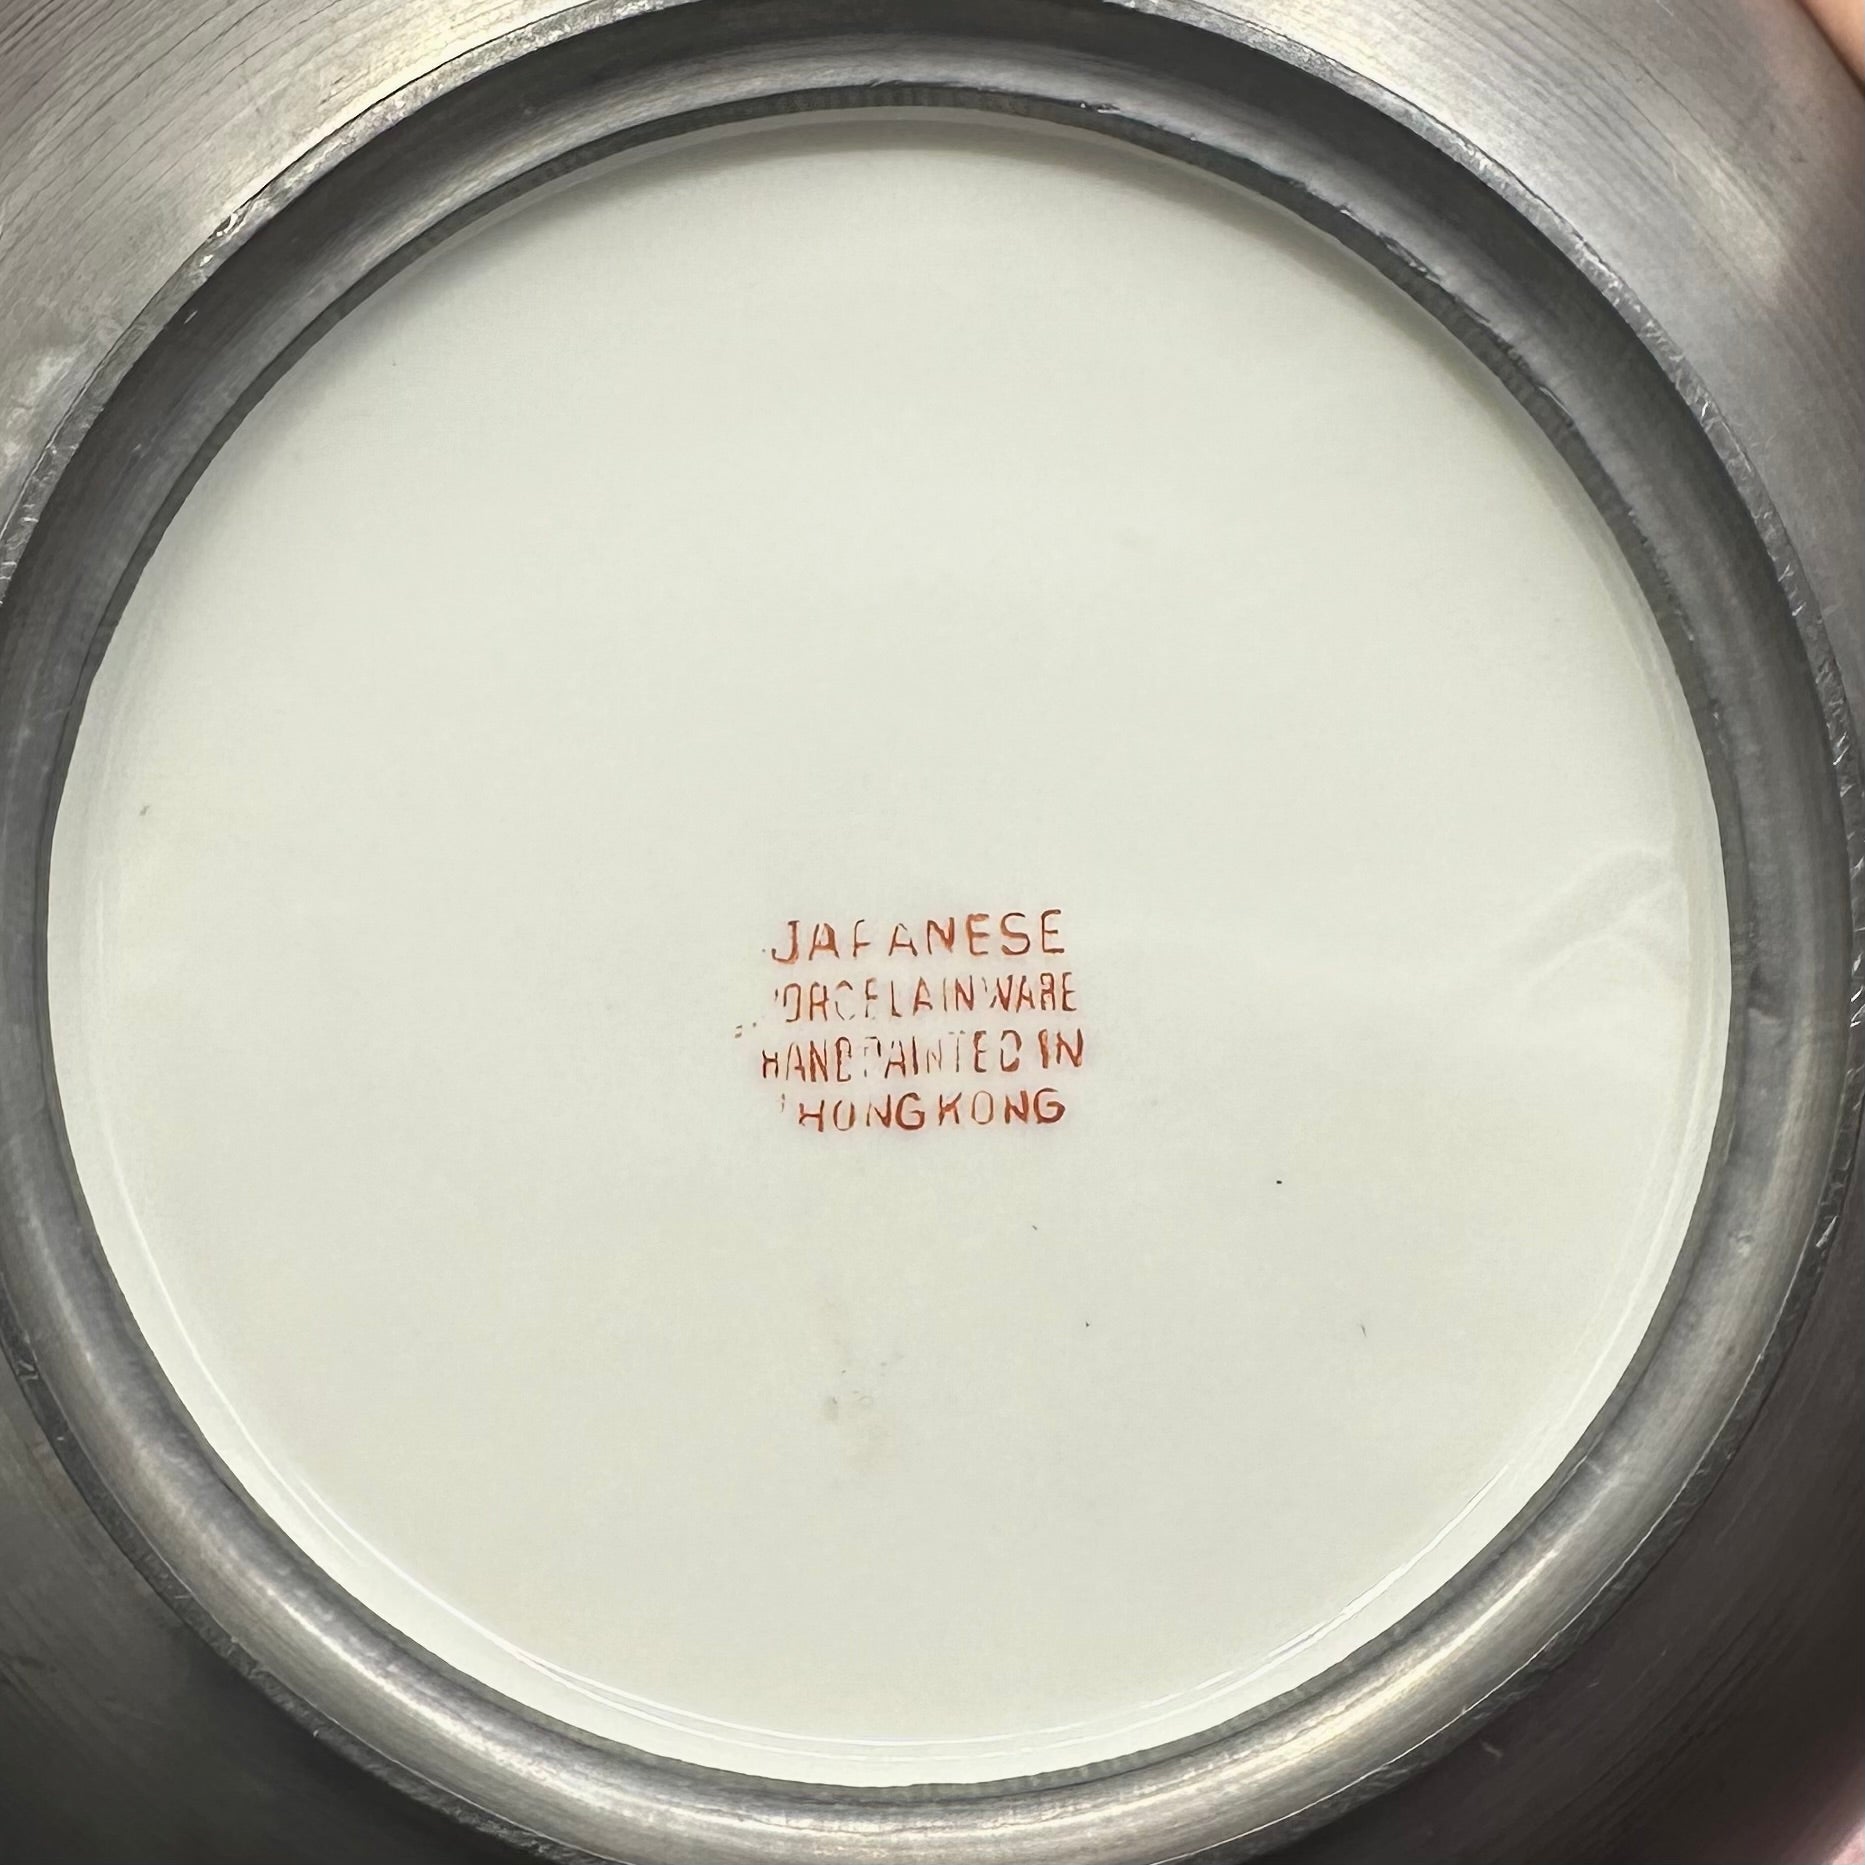 JAPANESE
PORCELAIN WARE
HAND PAINTED IN
HONG KONG